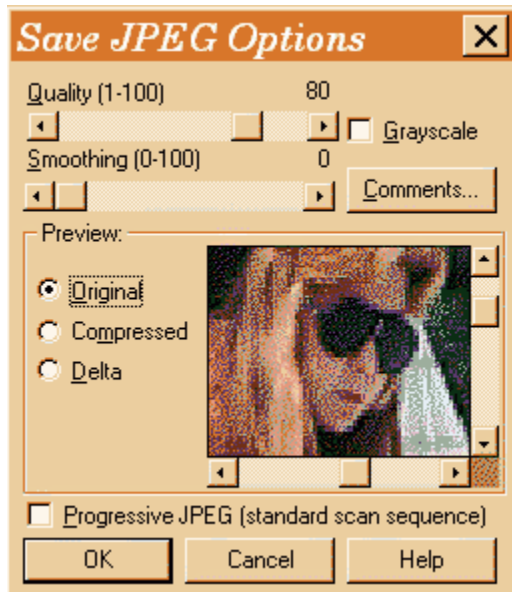 Save JPEG Options
Quality (1-100) 80
Grayscale
Smoothing (0-100) 0
Comments...
Preview:
Original
Compressed
Delta
Progressive JPEG (standard scan sequence)
OK Cancel Help